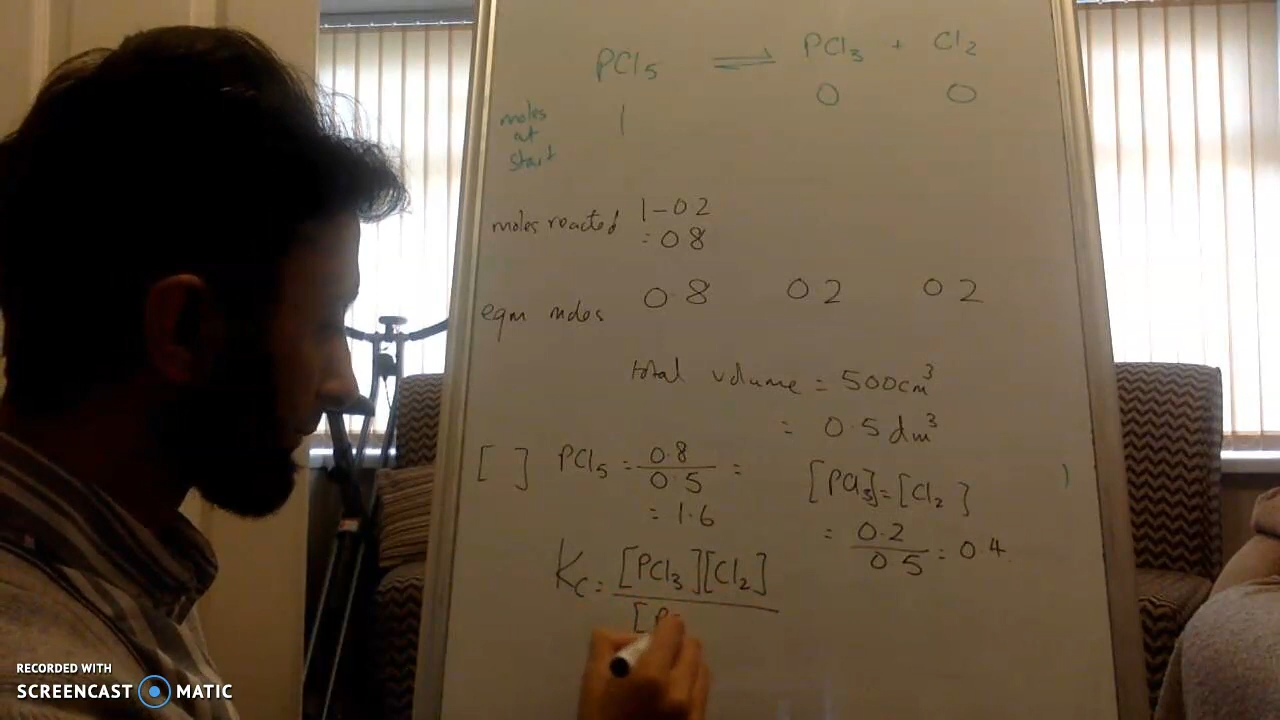 PCl5 ⇌ PCl3 + Cl2
moles at start 1 0 0
moles reacted 1-0.2
= 0.8
eqm moles 0.8 0.2 0.2
total volume = 500cm³
= 0.5 dm³
[ ] PCl5 = 0.8/0.5 =
= 1.6
[PCl3] = [Cl2]
= 0.2/0.5 = 0.4
Kc = [PCl3][Cl2]
[P
RECORDED WITH
SCREENCAST O MATIC